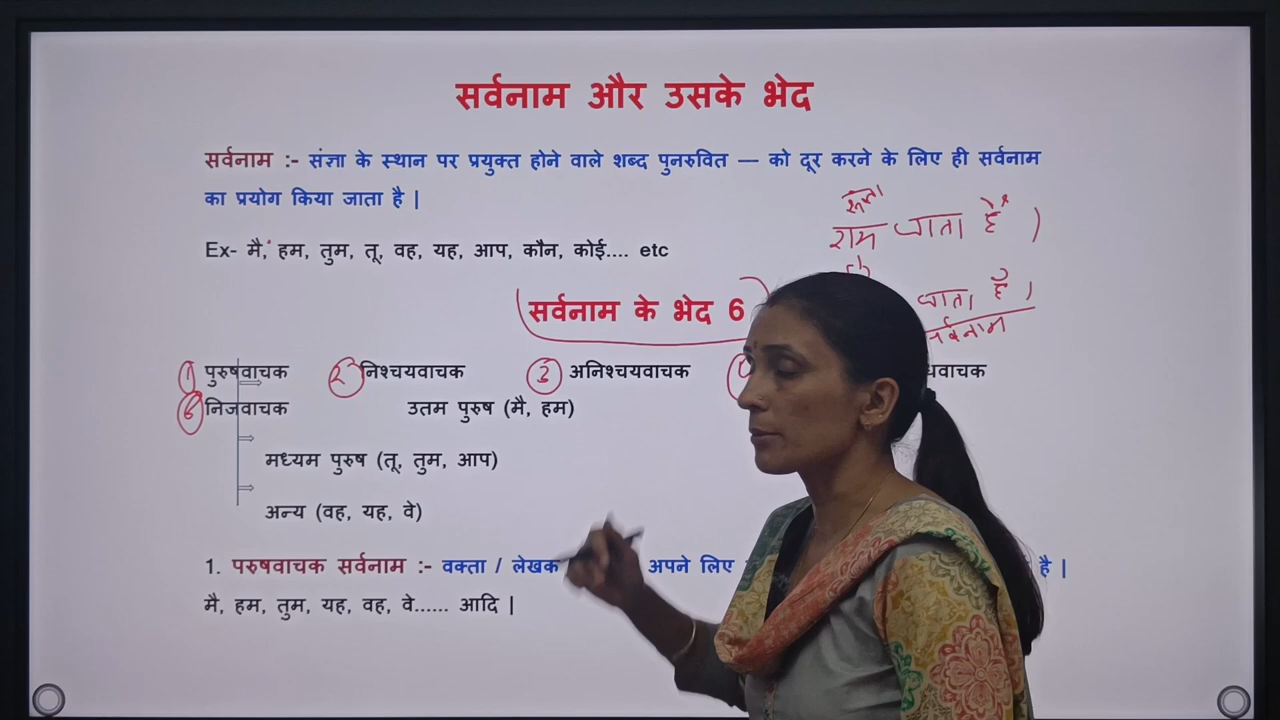 सर्वनाम और उसके भेद
सर्वनाम :- संज्ञा के स्थान पर प्रयुक्त होने वाले शब्द पुनरुवित — को दूर करने के लिए ही सर्वनाम
का प्रयोग किया जाता है |
राम जाता है
Ex- मै, हम, तुम, तू, वह, यह, आप, कौन, कोई.... etc
सर्वनाम के भेद 6
जाता है
1 पुरुषवाचक 2 निश्चयवाचक 3 अनिश्चयवाचक
6 निजवाचक उतम पुरुष (मै, हम)
मध्यम पुरुष (तू, तुम, आप)
अन्य (वह, यह, वे)
1. परुषवाचक सर्वनाम :- वक्ता / लेखक अपने लिए है |
मै, हम, तुम, यह, वह, वे...... आदि |